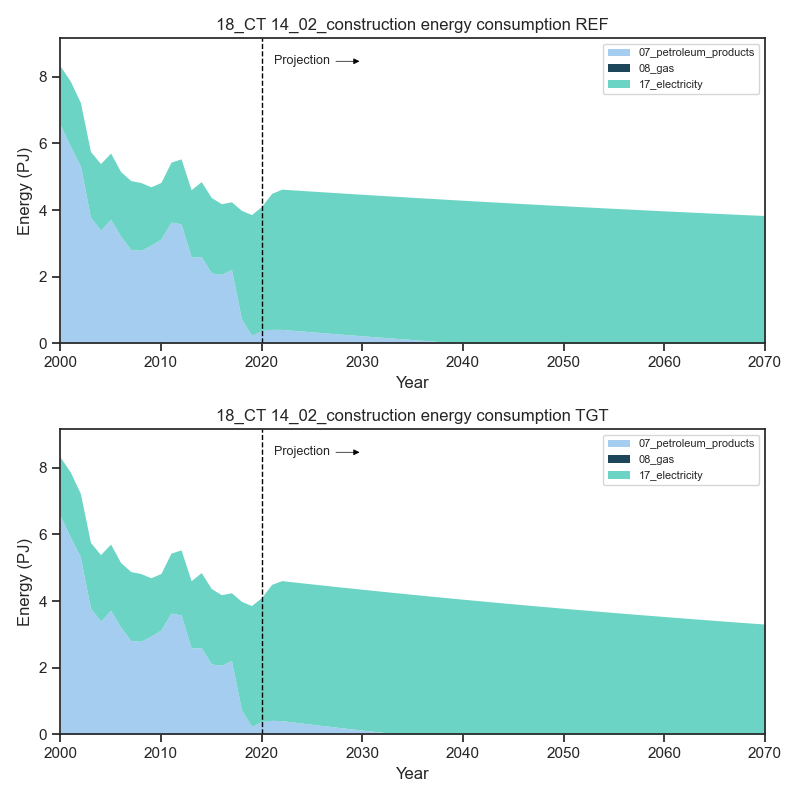 18_CT 14_02_construction energy consumption REF
Projection
07_petroleum_products
08_gas
17_electricity
Energy (PJ)
8
6
4
2
0
2000 2010 2020 2030 2040 2050 2060 2070
Year
18_CT 14_02_construction energy consumption TGT
Projection
07_petroleum_products
08_gas
17_electricity
Energy (PJ)
8
6
4
2
0
2000 2010 2020 2030 2040 2050 2060 2070
Year